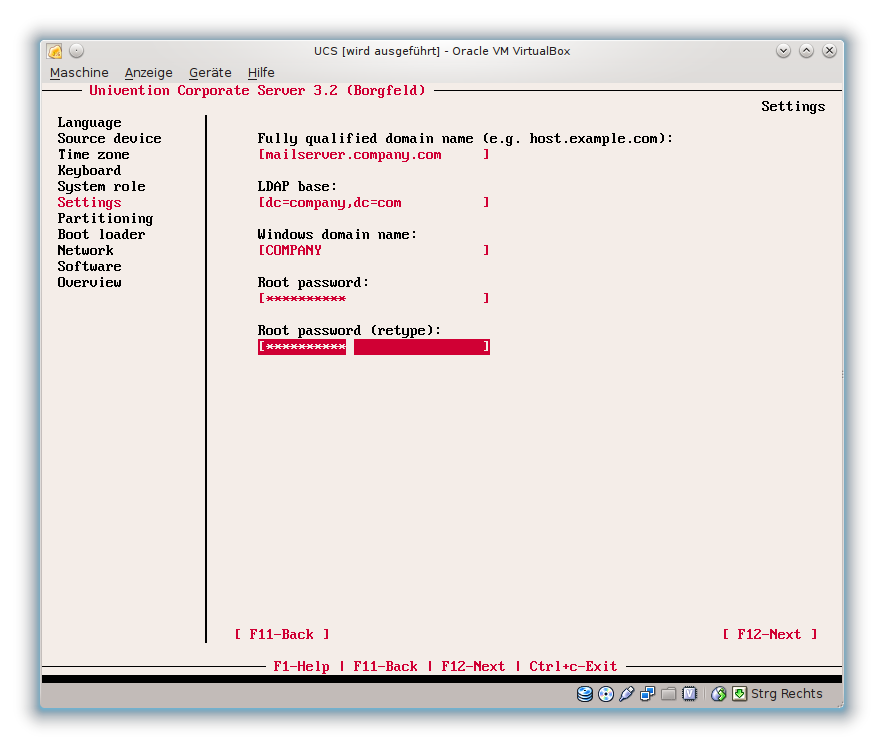 UCS [wird ausgeführt] - Oracle VM VirtualBox
Maschine Anzeige Geräte Hilfe
Univention Corporate Server 3.2 (Borgfeld)
Settings
Language
Source device
Time zone
Keyboard
System role
Settings
Partitioning
Boot loader
Network
Software
Overview
Fully qualified domain name (e.g. host.example.com):
[mailserver.company.com ]
LDAP base:
[dc=company,dc=com ]
Windows domain name:
[COMPANY ]
Root password:
[********** ]
Root password (retype):
[********** ]
[ F11-Back ] [ F12-Next ]
F1-Help | F11-Back | F12-Next | Ctrl+c-Exit
Strg Rechts